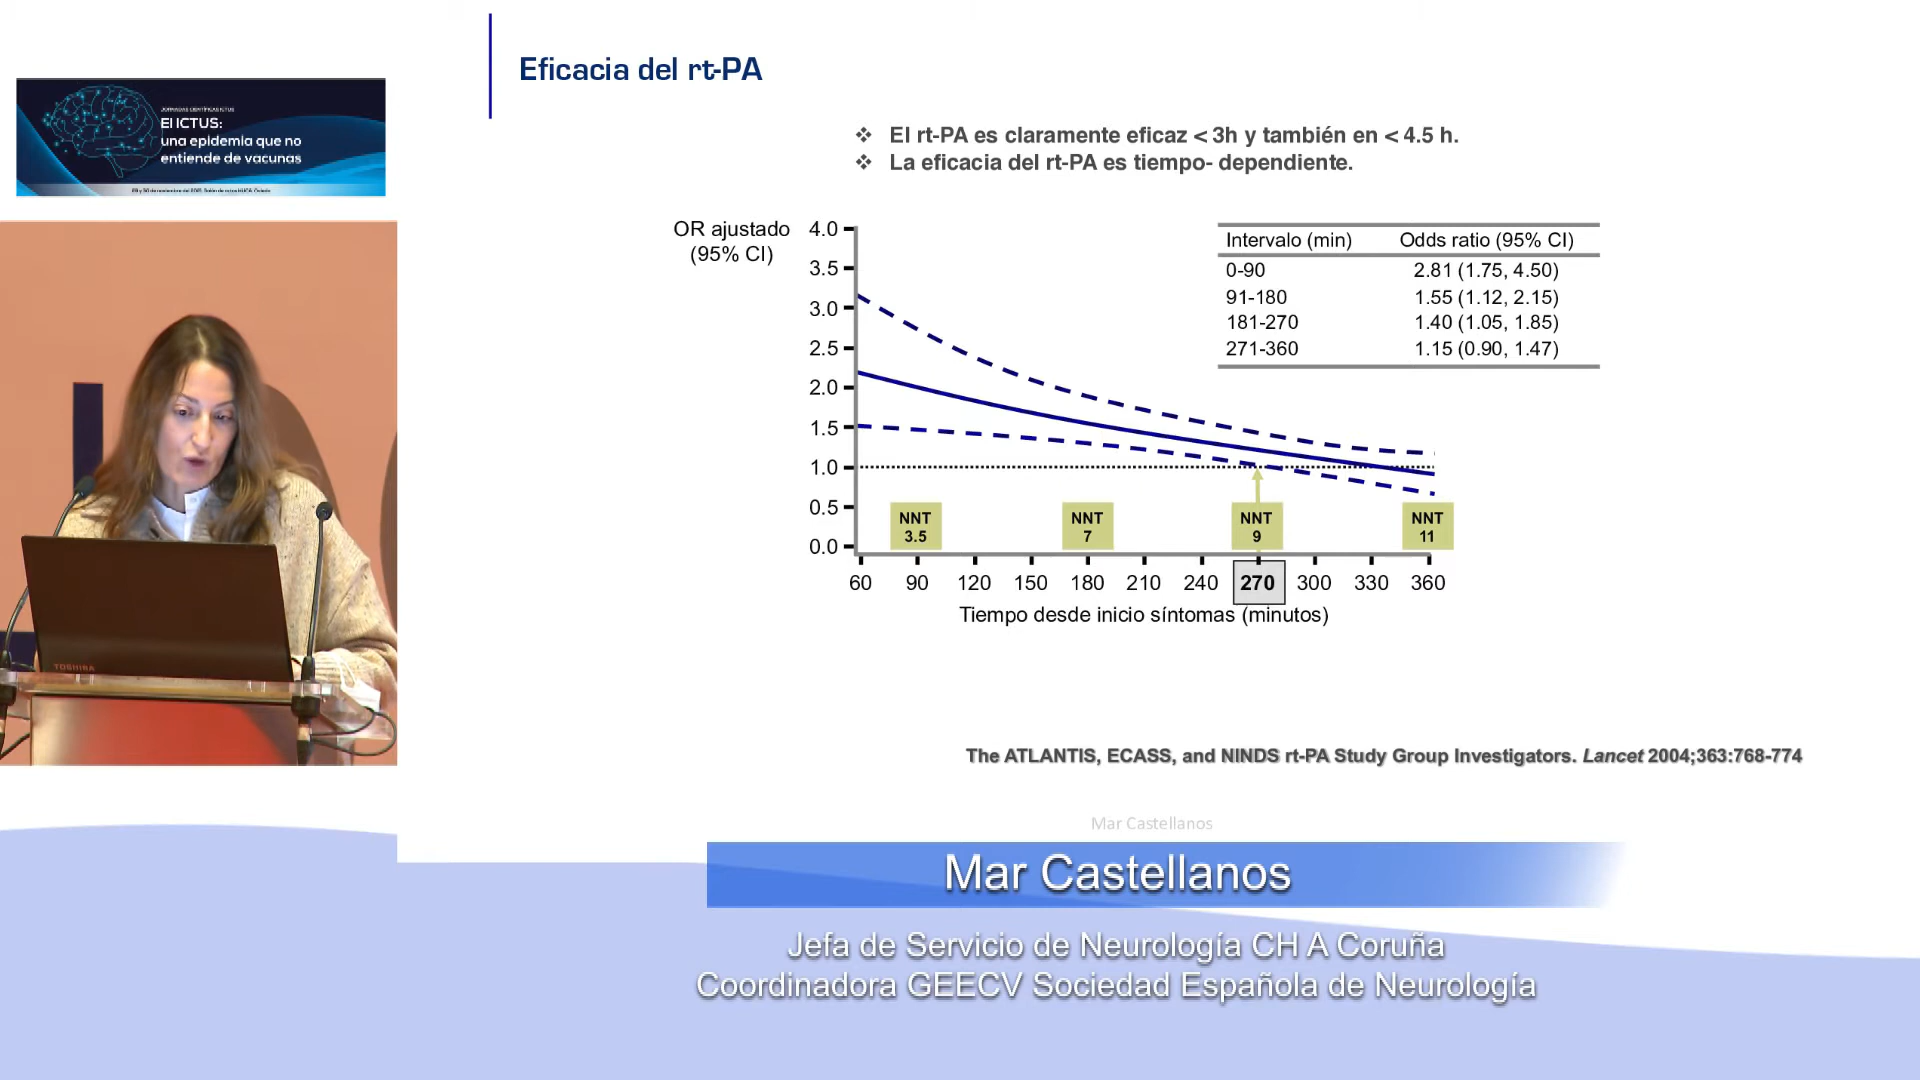 Eficacia del rt-PA
JORNADAS CIENTÍFICAS ICTUS
El ICTUS:
una epidemia que no
entiende de vacunas
❖ El rt-PA es claramente eficaz < 3h y también en < 4.5 h.
❖ La eficacia del rt-PA es tiempo- dependiente.
OR ajustado
(95% CI)
4.0
3.5
3.0
2.5
2.0
1.5
1.0
0.5
0.0
Intervalo (min) Odds ratio (95% CI)
0-90 2.81 (1.75, 4.50)
91-180 1.55 (1.12, 2.15)
181-270 1.40 (1.05, 1.85)
271-360 1.15 (0.90, 1.47)
NNT 3.5
NNT 7
NNT 9
NNT 11
60 90 120 150 180 210 240 270 300 330 360
Tiempo desde inicio síntomas (minutos)
TOSHIBA
The ATLANTIS, ECASS, and NINDS rt-PA Study Group Investigators. Lancet 2004;363:768-774
Mar Castellanos
Mar Castellanos
Jefa de Servicio de Neurología CH A Coruña
Coordinadora GEECV Sociedad Española de Neurología